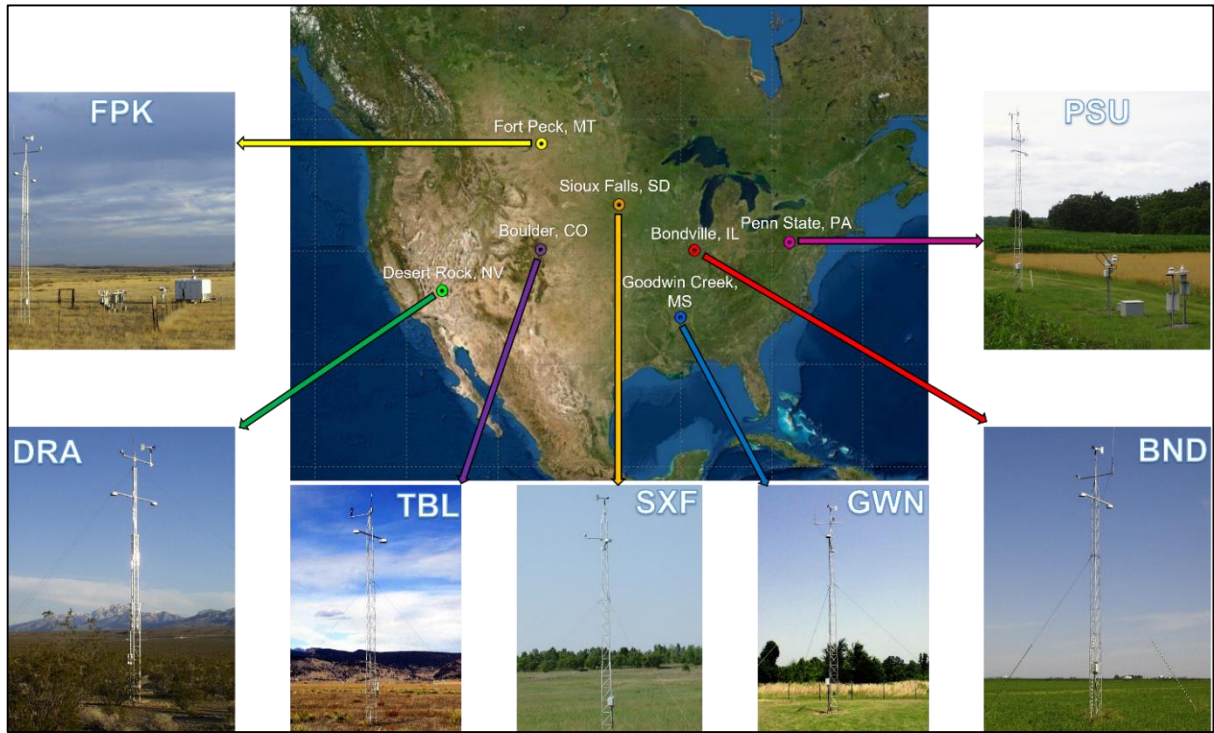 FPK
PSU
Fort Peck, MT
Sioux Falls, SD
Boulder, CO
Bondville, IL
Penn State, PA
Desert Rock, NV
Goodwin Creek,
MS
DRA
TBL
SXF
GWN
BND